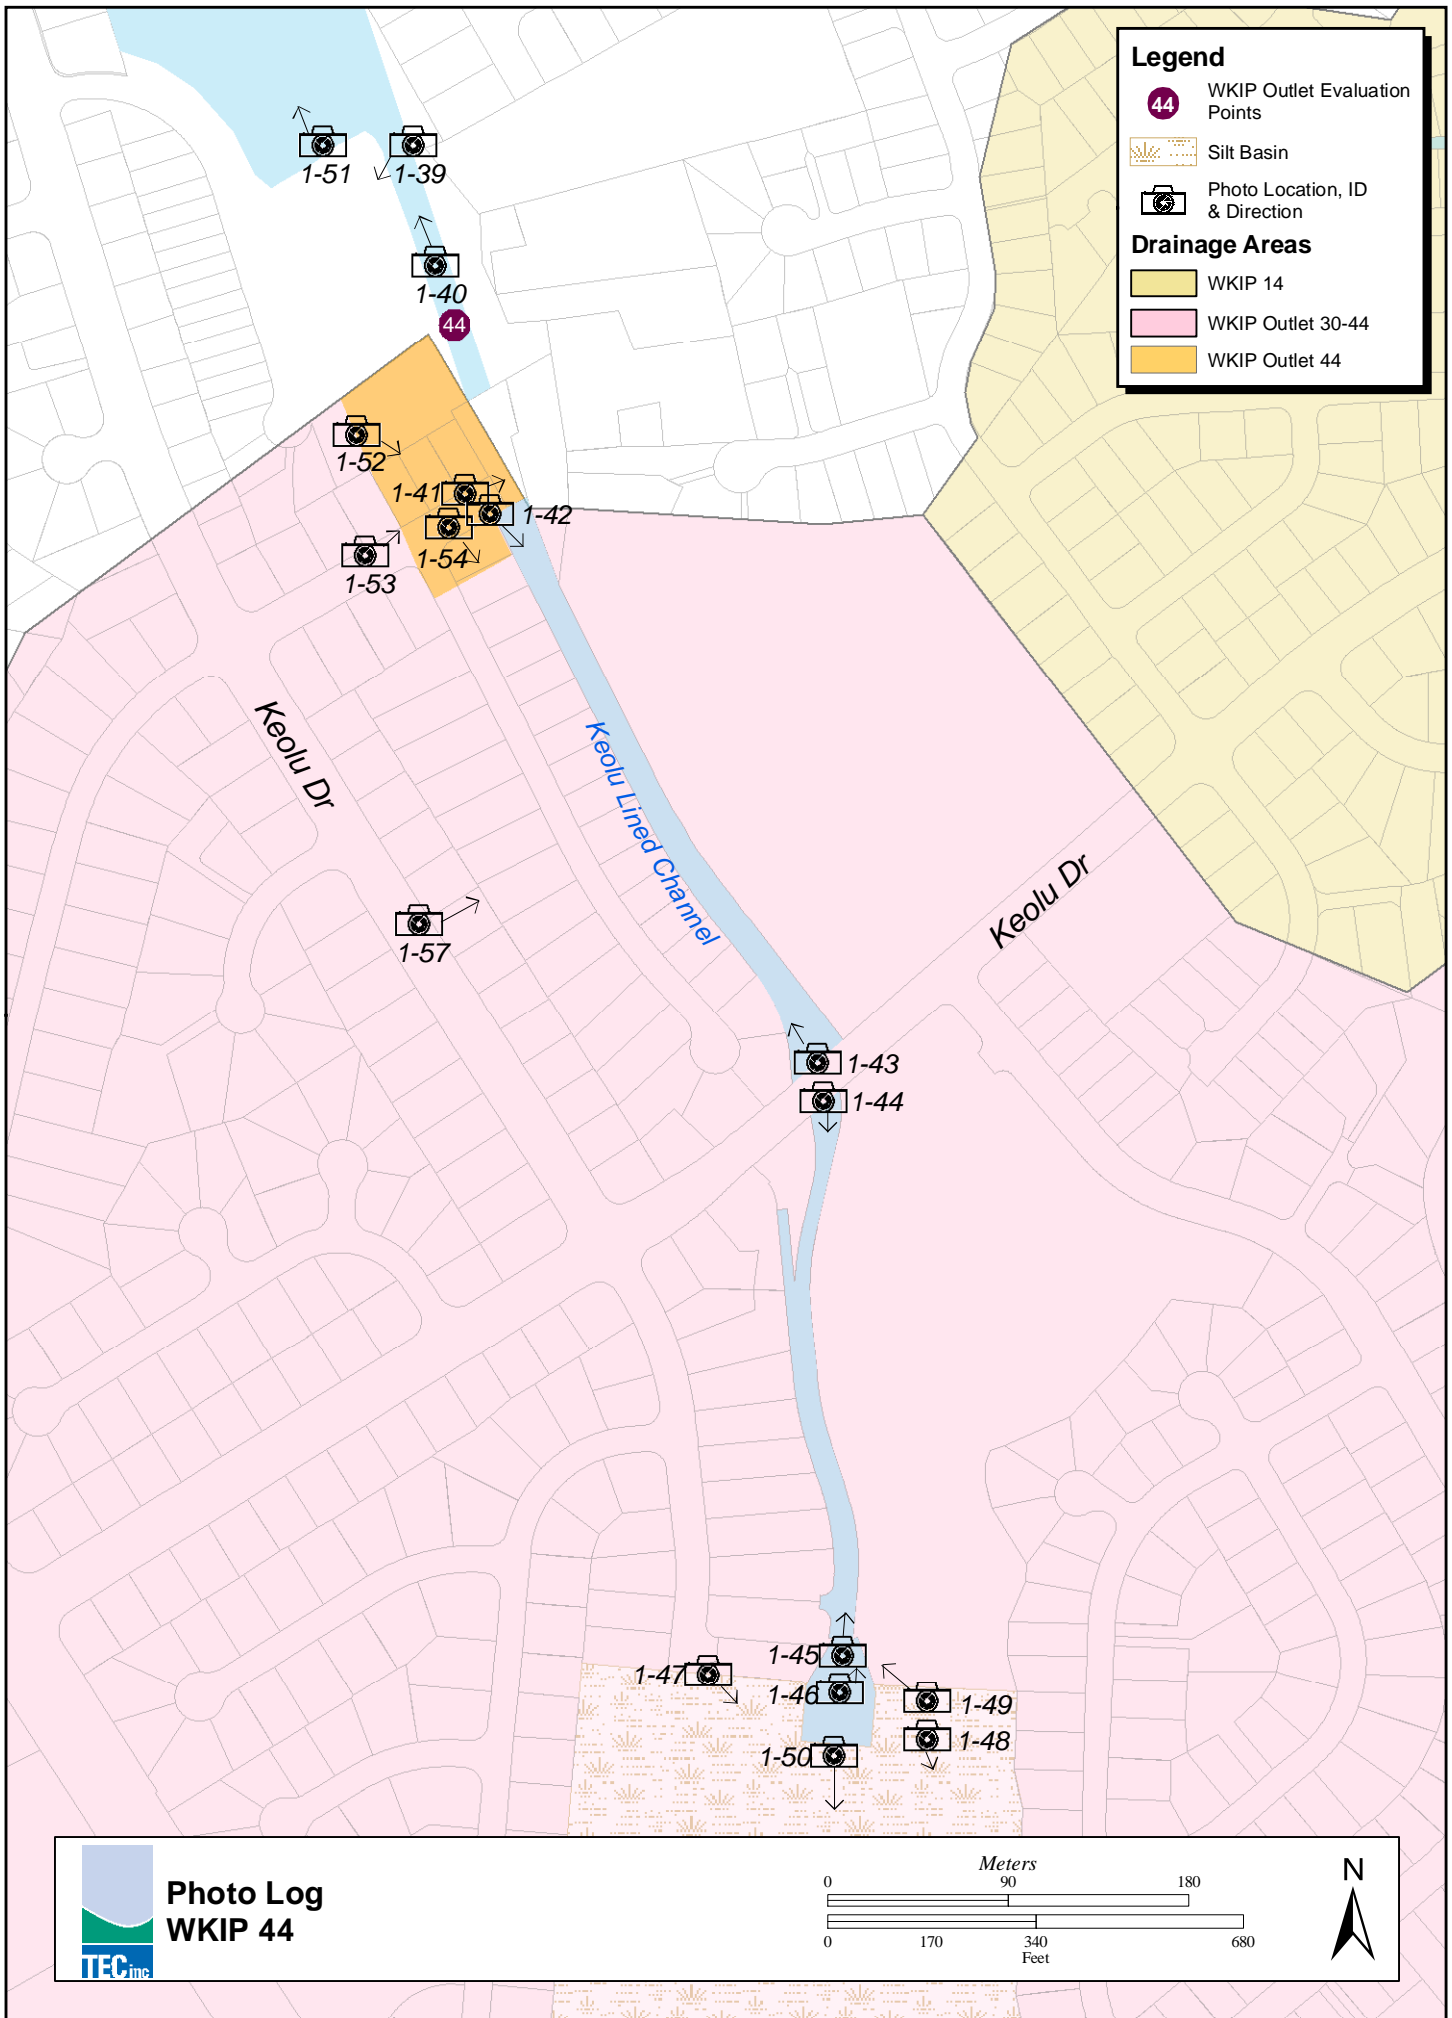 Legend
44
WKIP Outlet Evaluation
Points
Silt Basin
Photo Location, ID
& Direction
Drainage Areas
WKIP 14
WKIP Outlet 30-44
WKIP Outlet 44
1-51
1-39
1-40
44
1-52
1-41
1-42
1-54
1-53
Keolu Dr
Keolu Lined Channel
Keolu Dr
1-57
1-43
1-44
1-45
1-47
1-46
1-49
1-48
1-50
Photo Log
WKIP 44
TECinc
Meters
0 90 180
0 170 340 680
Feet
N